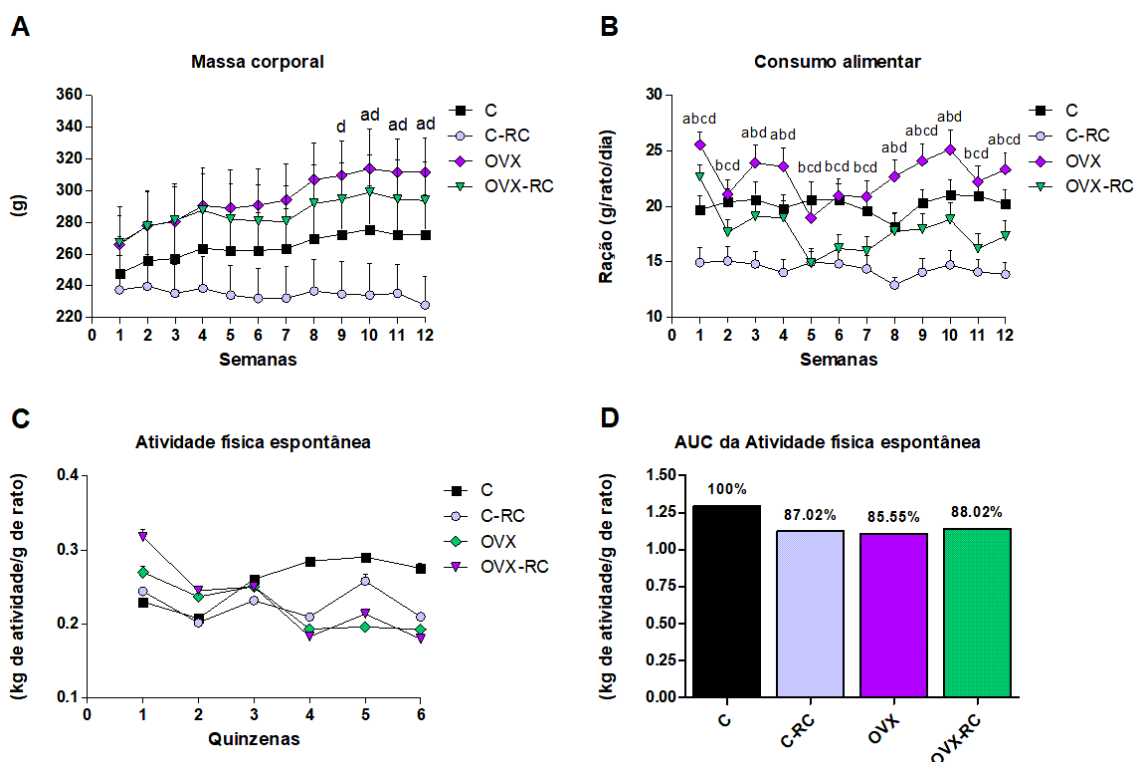 A
Massa corporal
(g)
360
340
320
300
280
260
240
220
d
ad
ad
ad
0 1 2 3 4 5 6 7 8 9 10 11 12
Semanas
C
C-RC
OVX
OVX-RC
B
Consumo alimentar
Ração (g/rato/dia)
30
25
20
15
10
abcd
bcd
abd
abd
bcd
bcd
bcd
abd
abcd
abd
bcd
abcd
0 1 2 3 4 5 6 7 8 9 10 11 12
Semanas
C
C-RC
OVX
OVX-RC
C
Atividade física espontânea
(kg de atividade/g de rato)
0.4
0.3
0.2
0.1
0 1 2 3 4 5 6
Quinzenas
C
C-RC
OVX
OVX-RC
D
AUC da Atividade física espontânea
(kg de atividade/g de rato)
1.50
1.25
1.00
0.75
0.50
0.25
0.00
100%
87.02%
85.55%
88.02%
C
C-RC
OVX
OVX-RC